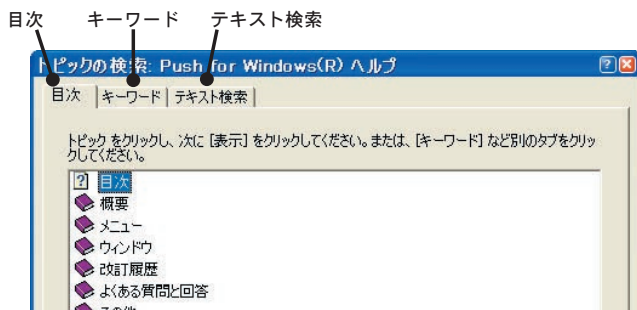 目次 キーワード テキスト検索
トピックの検索: Push for Windows(R) ヘルプ
目次 キーワード テキスト検索
トピックをクリックし、次に [表示] をクリックしてください。または、[キーワード] など別のタブをクリッ
クしてください。
目次
概要
メニュー
ウィンドウ
改訂履歴
よくある質問と回答